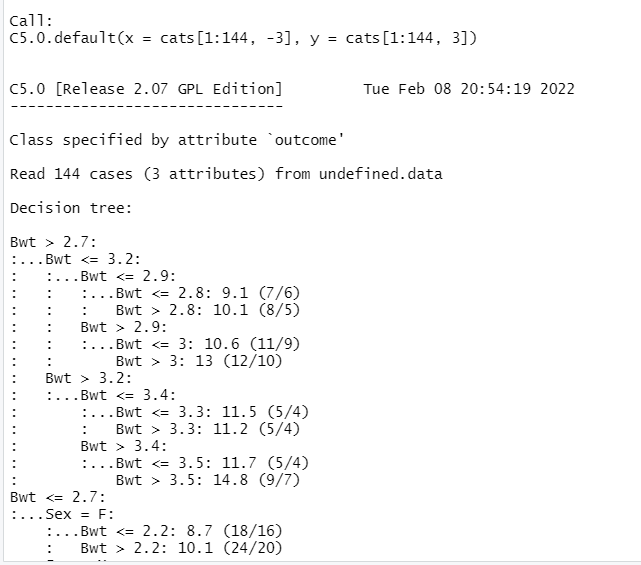 Call:
C5.0.default(x = cats[1:144, -3], y = cats[1:144, 3])
C5.0 [Release 2.07 GPL Edition]         Tue Feb 08 20:54:19 2022
-------------------------------
Class specified by attribute `outcome'
Read 144 cases (3 attributes) from undefined.data
Decision tree:
Bwt > 2.7:
:...Bwt <= 3.2:
:   :...Bwt <= 2.9:
:   :   :...Bwt <= 2.8: 9.1 (7/6)
:   :   :   Bwt > 2.8: 10.1 (8/5)
:   :   Bwt > 2.9:
:   :   :...Bwt <= 3: 10.6 (11/9)
:   :       Bwt > 3: 13 (12/10)
:   Bwt > 3.2:
:   :...Bwt <= 3.4:
:       :...Bwt <= 3.3: 11.5 (5/4)
:       :   Bwt > 3.3: 11.2 (5/4)
:       Bwt > 3.4:
:       :...Bwt <= 3.5: 11.7 (5/4)
:           Bwt > 3.5: 14.8 (9/7)
Bwt <= 2.7:
:...Sex = F:
    :...Bwt <= 2.2: 8.7 (18/16)
    :   Bwt > 2.2: 10.1 (24/20)